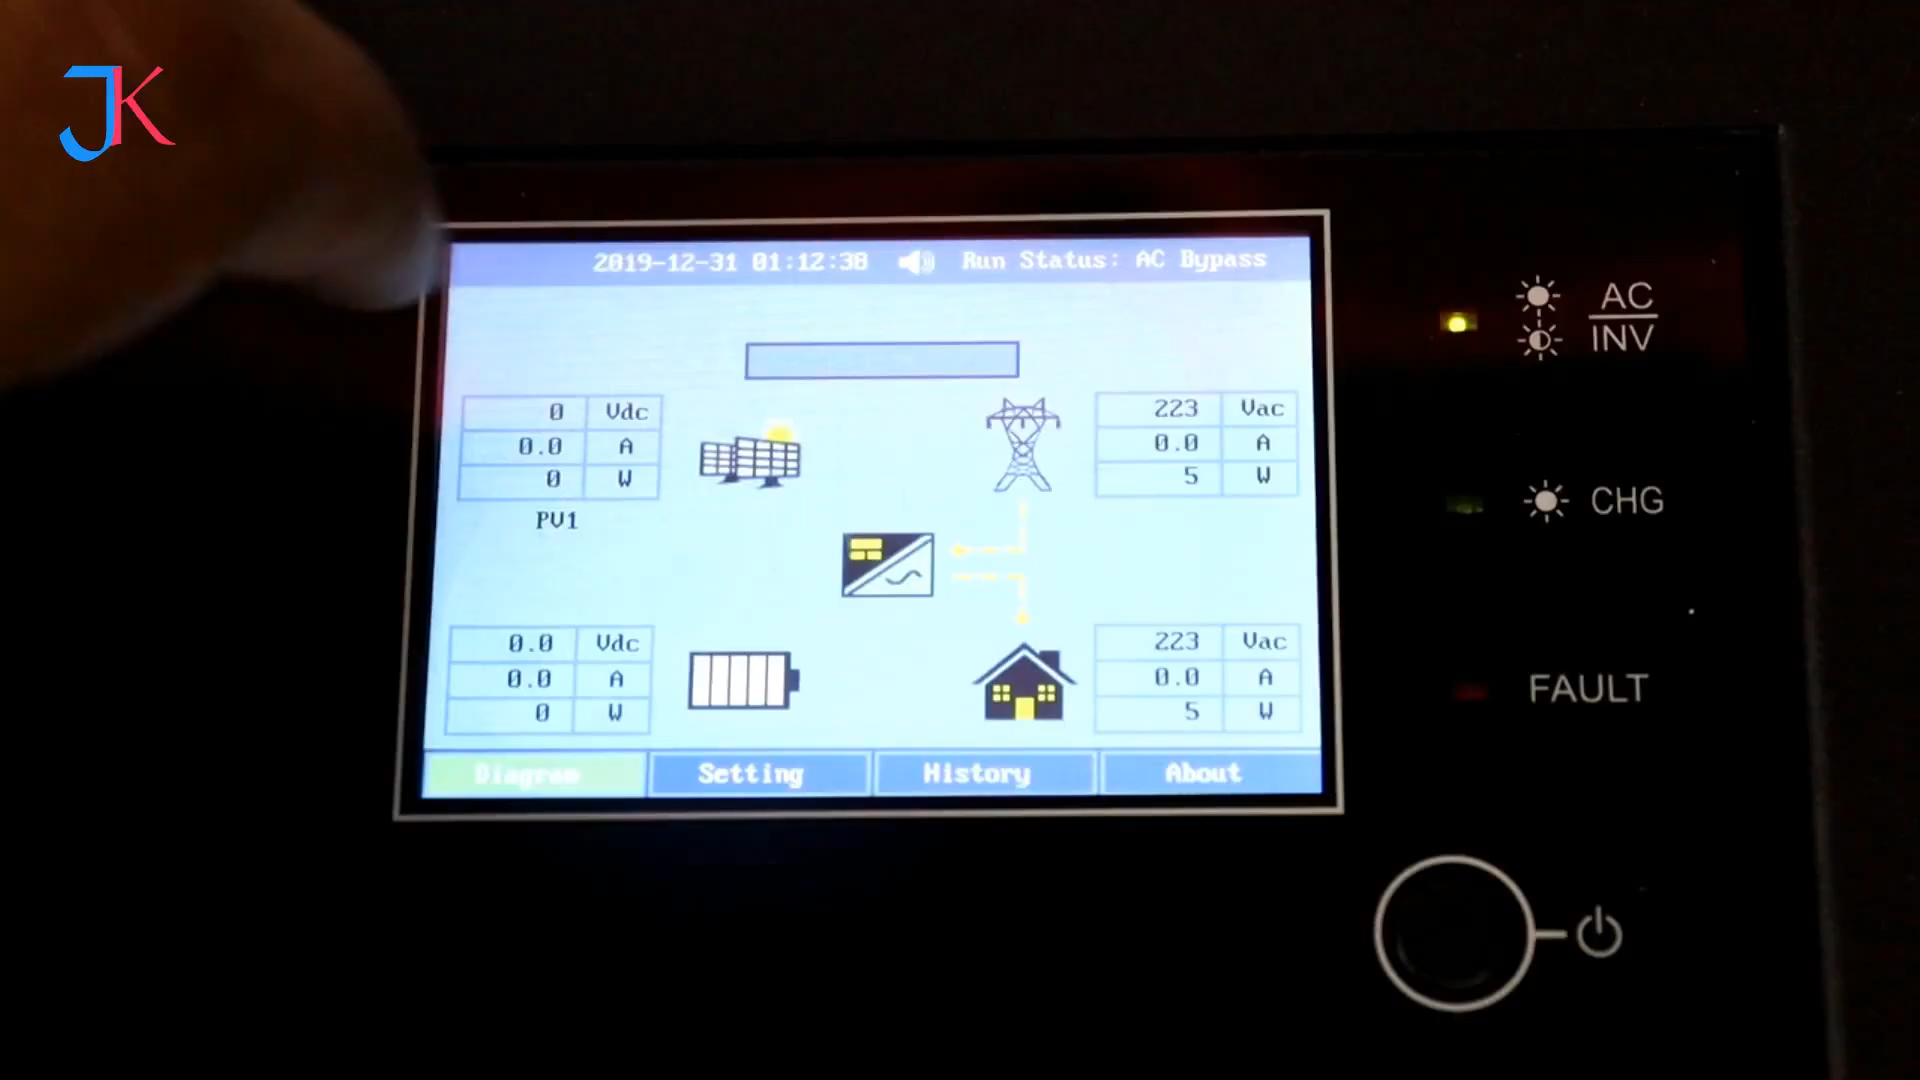 JK
2019-12-31 01:12:38 Run Status: AC Bypass
0 Vdc
0.0 A
0 W
PV1
223 Vac
0.0 A
5 W
0.0 Vdc
0.0 A
0 W
223 Vac
0.0 A
5 W
Diagram Setting History About
AC
INV
CHG
FAULT